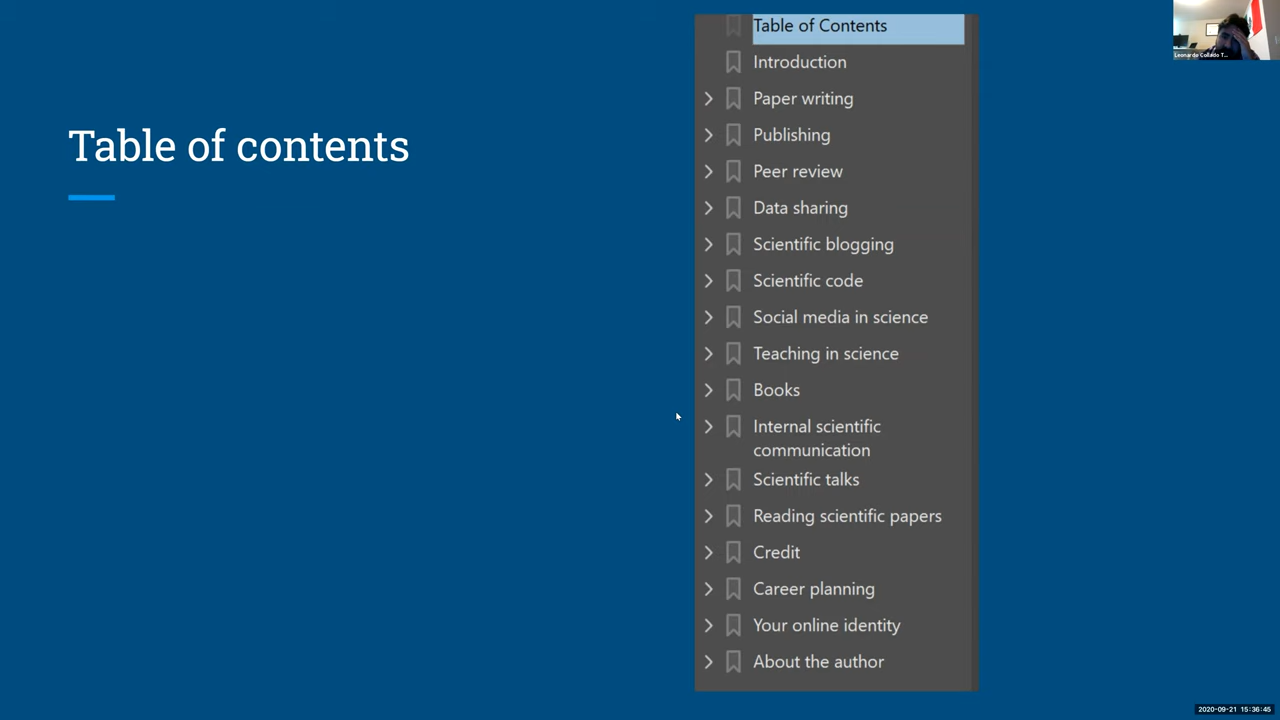 Table of contents
Table of Contents
Introduction
Paper writing
Publishing
Peer review
Data sharing
Scientific blogging
Scientific code
Social media in science
Teaching in science
Books
Internal scientific
communication
Scientific talks
Reading scientific papers
Credit
Career planning
Your online identity
About the author
Leonardo Collado T...
2020-09-21 15:36:45